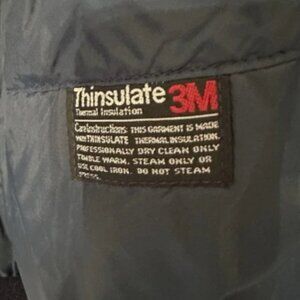 Thinsulate 3M
Thermal Insulation
Care Instructions: THIS GARMENT IS MADE
WITH THINSULATE THERMAL INSULATION.
PROFESSIONALLY DRY CLEAN ONLY
TUMBLE WARM. STEAM ONLY OR
USE COOL IRON. DO NOT STEAM
PRESS.